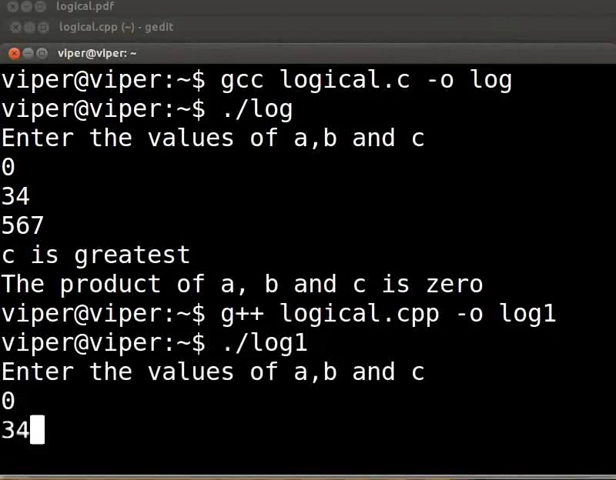 logical.pdf
logical.cpp (~) - gedit
viper@viper: ~
viper@viper:~$ gcc logical.c -o log
viper@viper:~$ ./log
Enter the values of a,b and c
0
34
567
c is greatest
The product of a, b and c is zero
viper@viper:~$ g++ logical.cpp -o log1
viper@viper:~$ ./log1
Enter the values of a,b and c
0
34